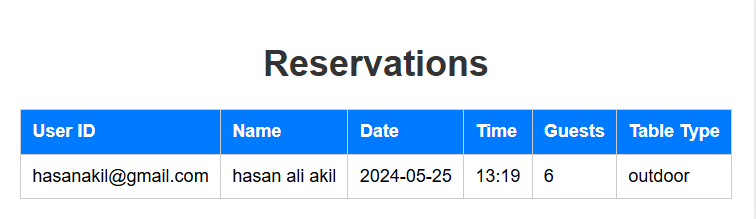 Reservations
User ID Name Date Time Guests Table Type
hasanakil@gmail.com hasan ali akil 2024-05-25 13:19 6 outdoor